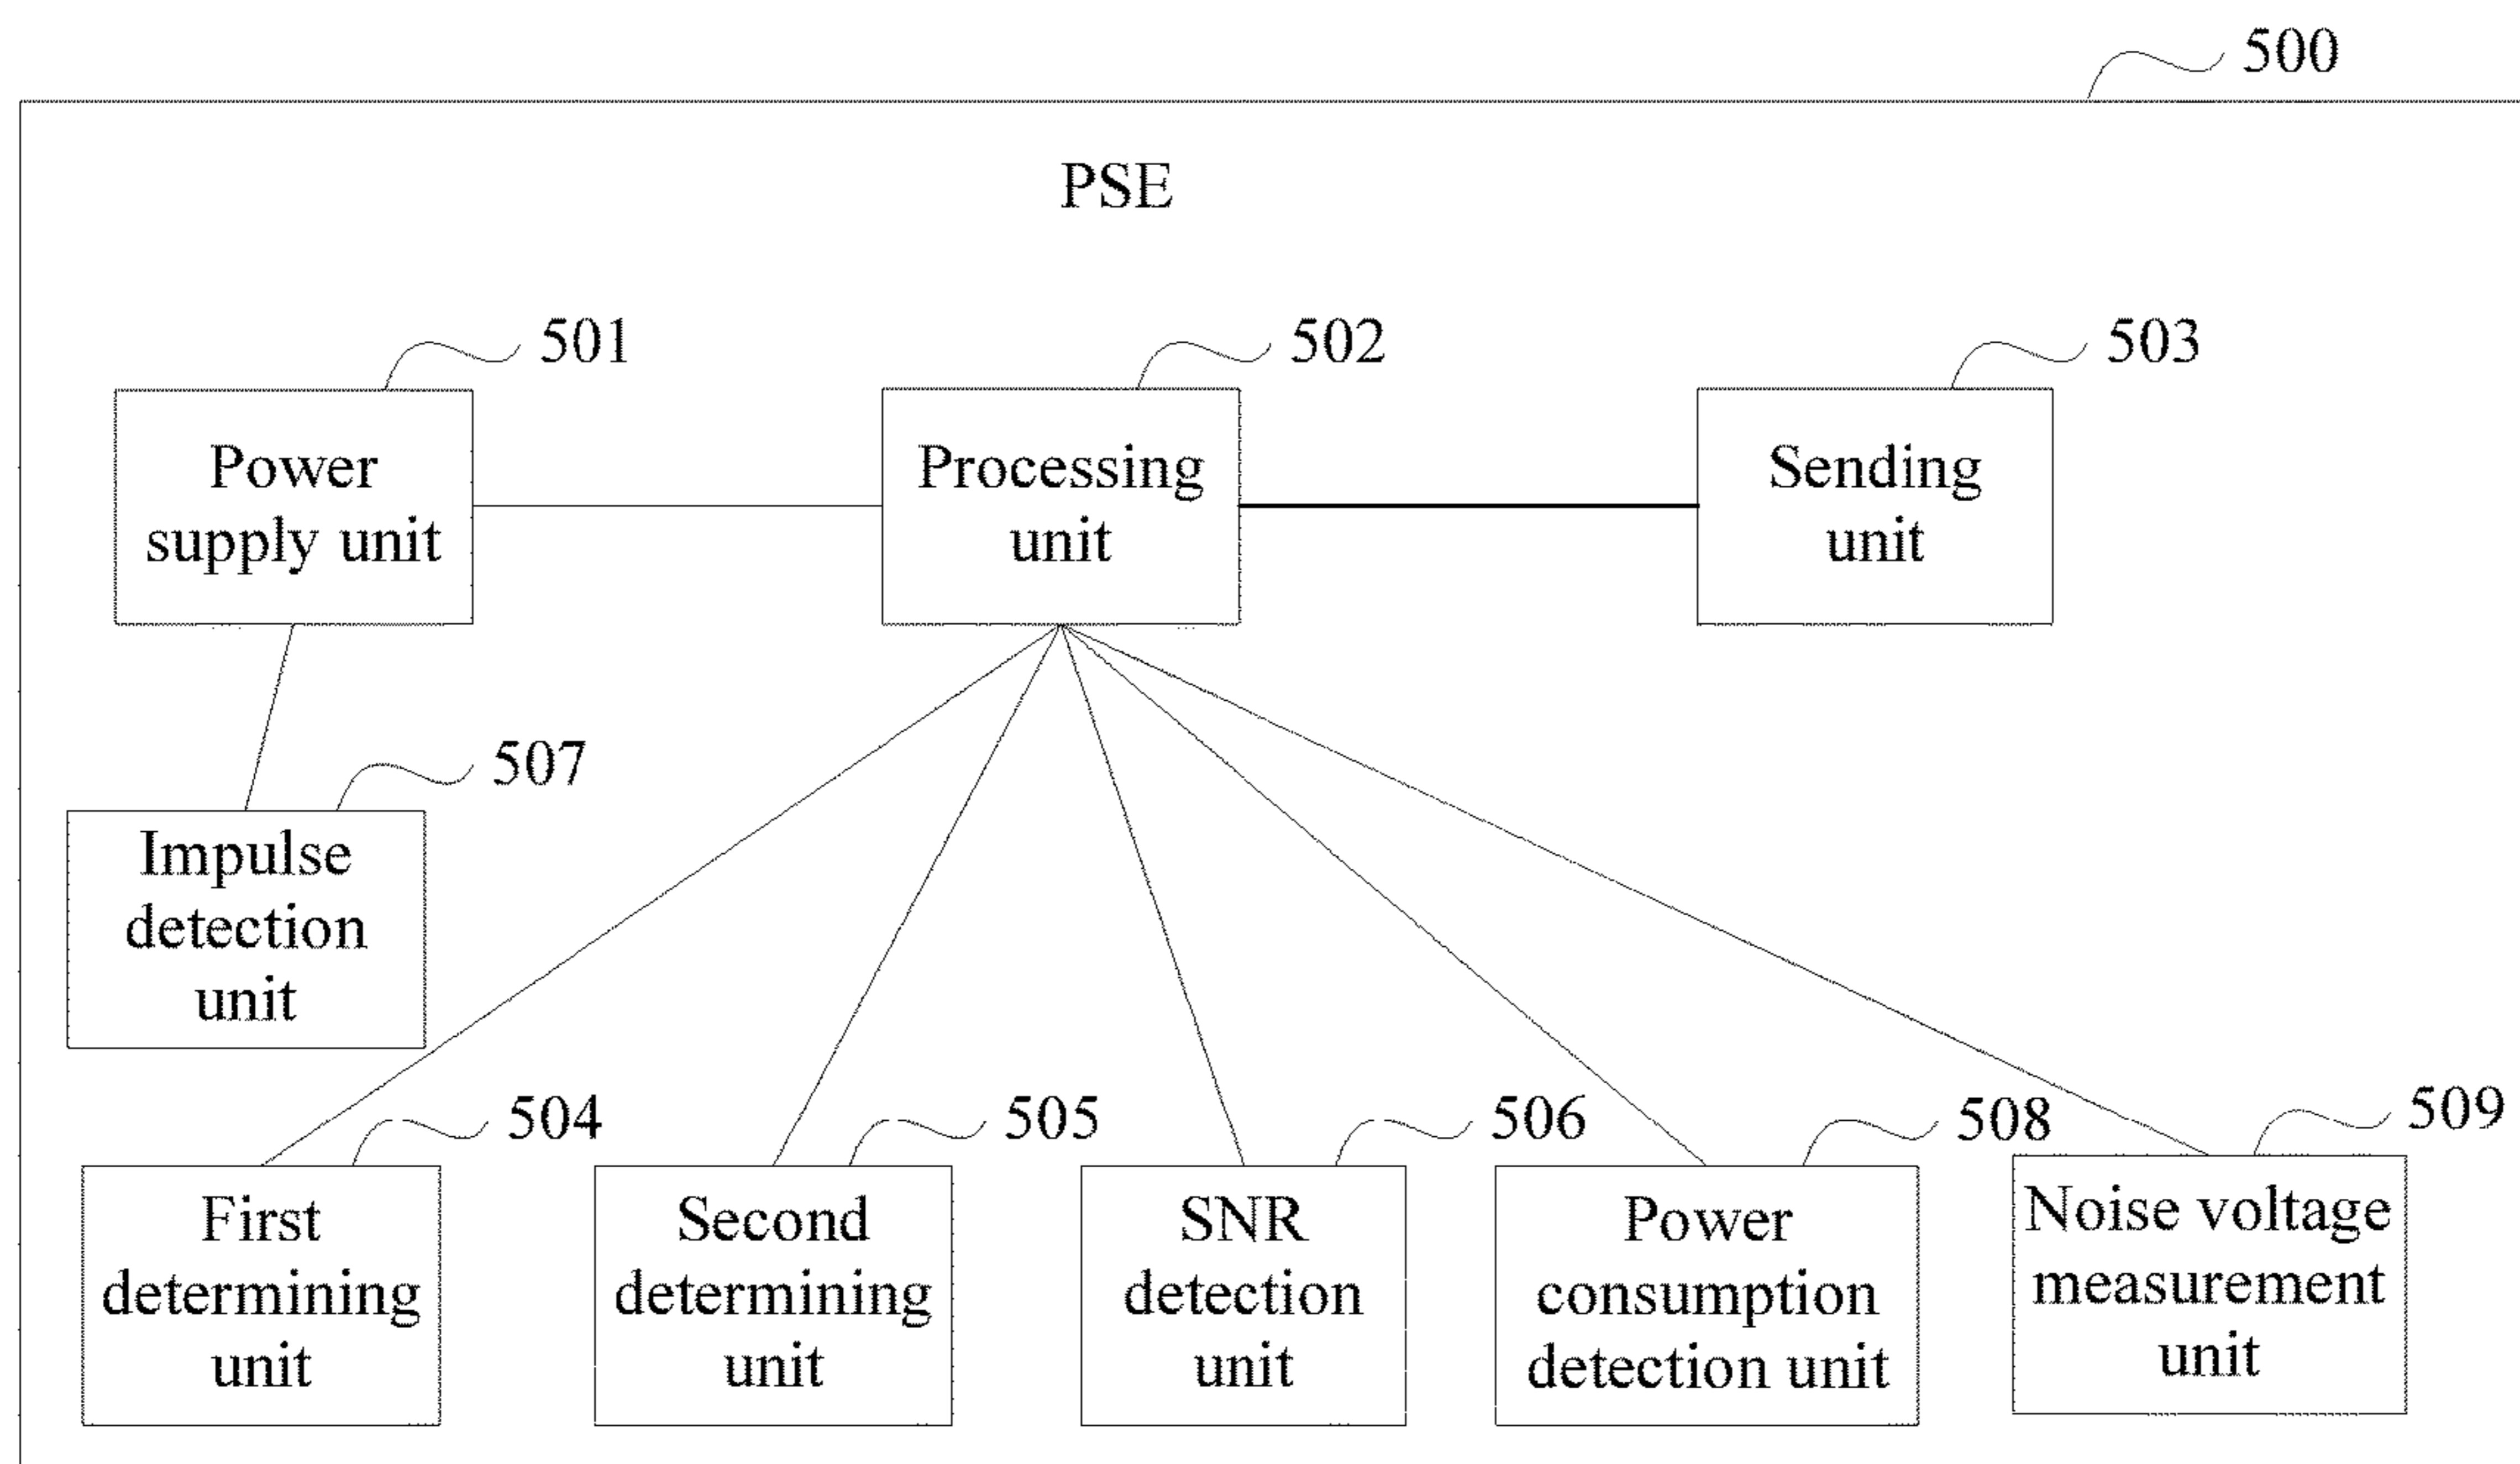 500
PSE
501
502
503
Power
supply unit
Processing
unit
Sending
unit
507
Impulse
detection
unit
504
505
506
508
509
First
determining
unit
Second
determining
unit
SNR
detection
unit
Power
consumption
detection unit
Noise voltage
measurement
unit